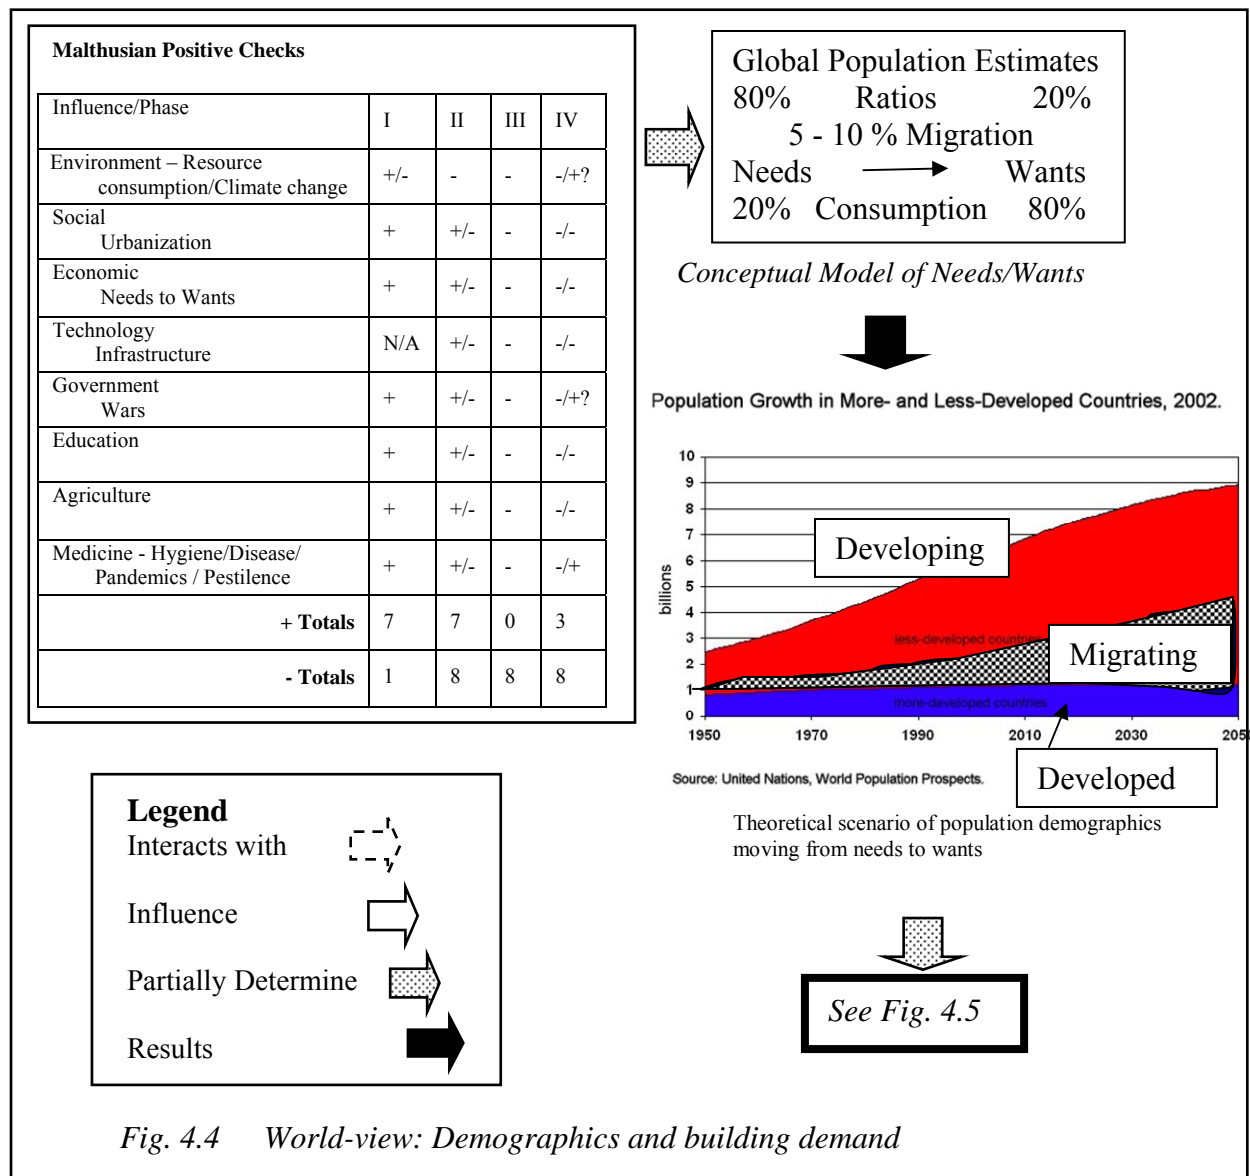 Malthusian Positive Checks
Influence/Phase I II III IV
Environment – Resource
consumption/Climate change +/- - - -/+?
Social
Urbanization + +/- - -/-
Economic
Needs to Wants + +/- - -/-
Technology
Infrastructure N/A +/- - -/-
Government
Wars + +/- - -/+?
Education + +/- - -/-
Agriculture + +/- - -/-
Medicine - Hygiene/Disease/
Pandemics / Pestilence + +/- - -/+
+ Totals 7 7 0 3
- Totals 1 8 8 8
Global Population Estimates
80% Ratios 20%
5 - 10 % Migration
Needs Wants
20% Consumption 80%
Conceptual Model of Needs/Wants
Population Growth in More- and Less-Developed Countries, 2002.
billions
10
9
8
7
6
5
4
3
2
1
0
Developing
less-developed countries
Migrating
more-developed countries
1950 1970 1990 2010 2030 2050
Developed
Source: United Nations, World Population Prospects.
Theoretical scenario of population demographics
moving from needs to wants
See Fig. 4.5
Legend
Interacts with
Influence
Partially Determine
Results
Fig. 4.4 World-view: Demographics and building demand